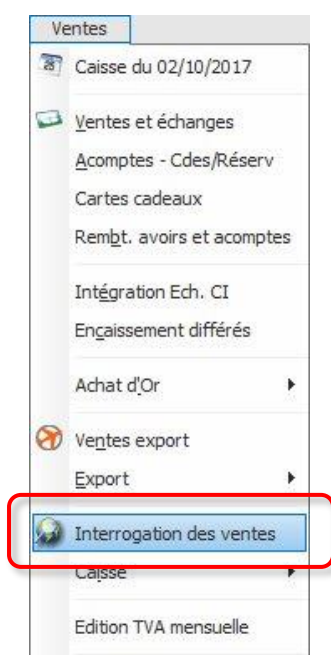 Ventes
Caisse du 02/10/2017
Ventes et échanges
Acomptes - Cdes/Réserv
Cartes cadeaux
Rembt. avoirs et acomptes
Intégration Ech. CI
Encaissement différés
Achat d'Or
Ventes export
Export
Interrogation des ventes
Caisse
Edition TVA mensuelle